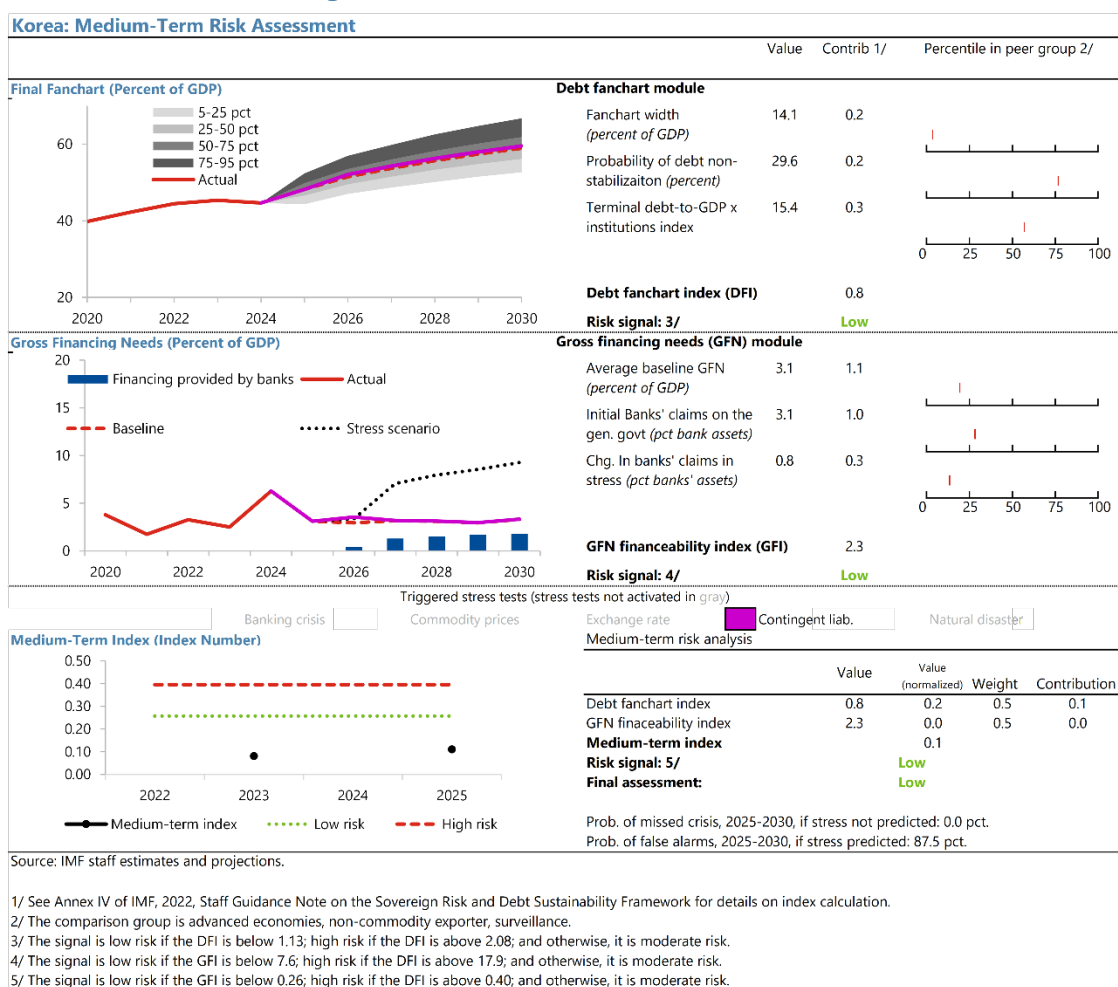 Korea: Medium-Term Risk Assessment
Value Contrib 1/ Percentile in peer group 2/
Final Fanchart (Percent of GDP)
5-25 pct
25-50 pct
50-75 pct
75-95 pct
Actual
60
40
20
2020 2022 2024 2026 2028 2030
Debt fanchart module
Fanchart width 14.1 0.2
(percent of GDP)
Probability of debt non- 29.6 0.2
stabilizaiton (percent)
Terminal debt-to-GDP x 15.4 0.3
institutions index
0 25 50 75 100
Debt fanchart index (DFI) 0.8
Risk signal: 3/ Low
Gross Financing Needs (Percent of GDP)
20
Financing provided by banks Actual
15
Baseline Stress scenario
10
5
0
2020 2022 2024 2026 2028 2030
Gross financing needs (GFN) module
Average baseline GFN 3.1 1.1
(percent of GDP)
Initial Banks' claims on the 3.1 1.0
gen. govt (pct bank assets)
Chg. In banks' claims in 0.8 0.3
stress (pct banks' assets)
0 25 50 75 100
GFN financeability index (GFI) 2.3
Risk signal: 4/ Low
Triggered stress tests (stress tests not activated in gray)
Banking crisis Commodity prices Exchange rate Contingent liab. Natural disaster
Medium-Term Index (Index Number)
0.50
0.40
0.30
0.20
0.10
0.00
2022 2023 2024 2025
Medium-term index Low risk High risk
Medium-term risk analysis
Value Value (normalized) Weight Contribution
Debt fanchart index 0.8 0.2 0.5 0.1
GFN finaceability index 2.3 0.0 0.5 0.0
Medium-term index 0.1
Risk signal: 5/ Low
Final assessment: Low
Prob. of missed crisis, 2025-2030, if stress not predicted: 0.0 pct.
Prob. of false alarms, 2025-2030, if stress predicted: 87.5 pct.
Source: IMF staff estimates and projections.
1/ See Annex IV of IMF, 2022, Staff Guidance Note on the Sovereign Risk and Debt Sustainability Framework for details on index calculation.
2/ The comparison group is advanced economies, non-commodity exporter, surveillance.
3/ The signal is low risk if the DFI is below 1.13; high risk if the DFI is above 2.08; and otherwise, it is moderate risk.
4/ The signal is low risk if the GFI is below 7.6; high risk if the DFI is above 17.9; and otherwise, it is moderate risk.
5/ The signal is low risk if the GFI is below 0.26; high risk if the DFI is above 0.40; and otherwise, it is moderate risk.